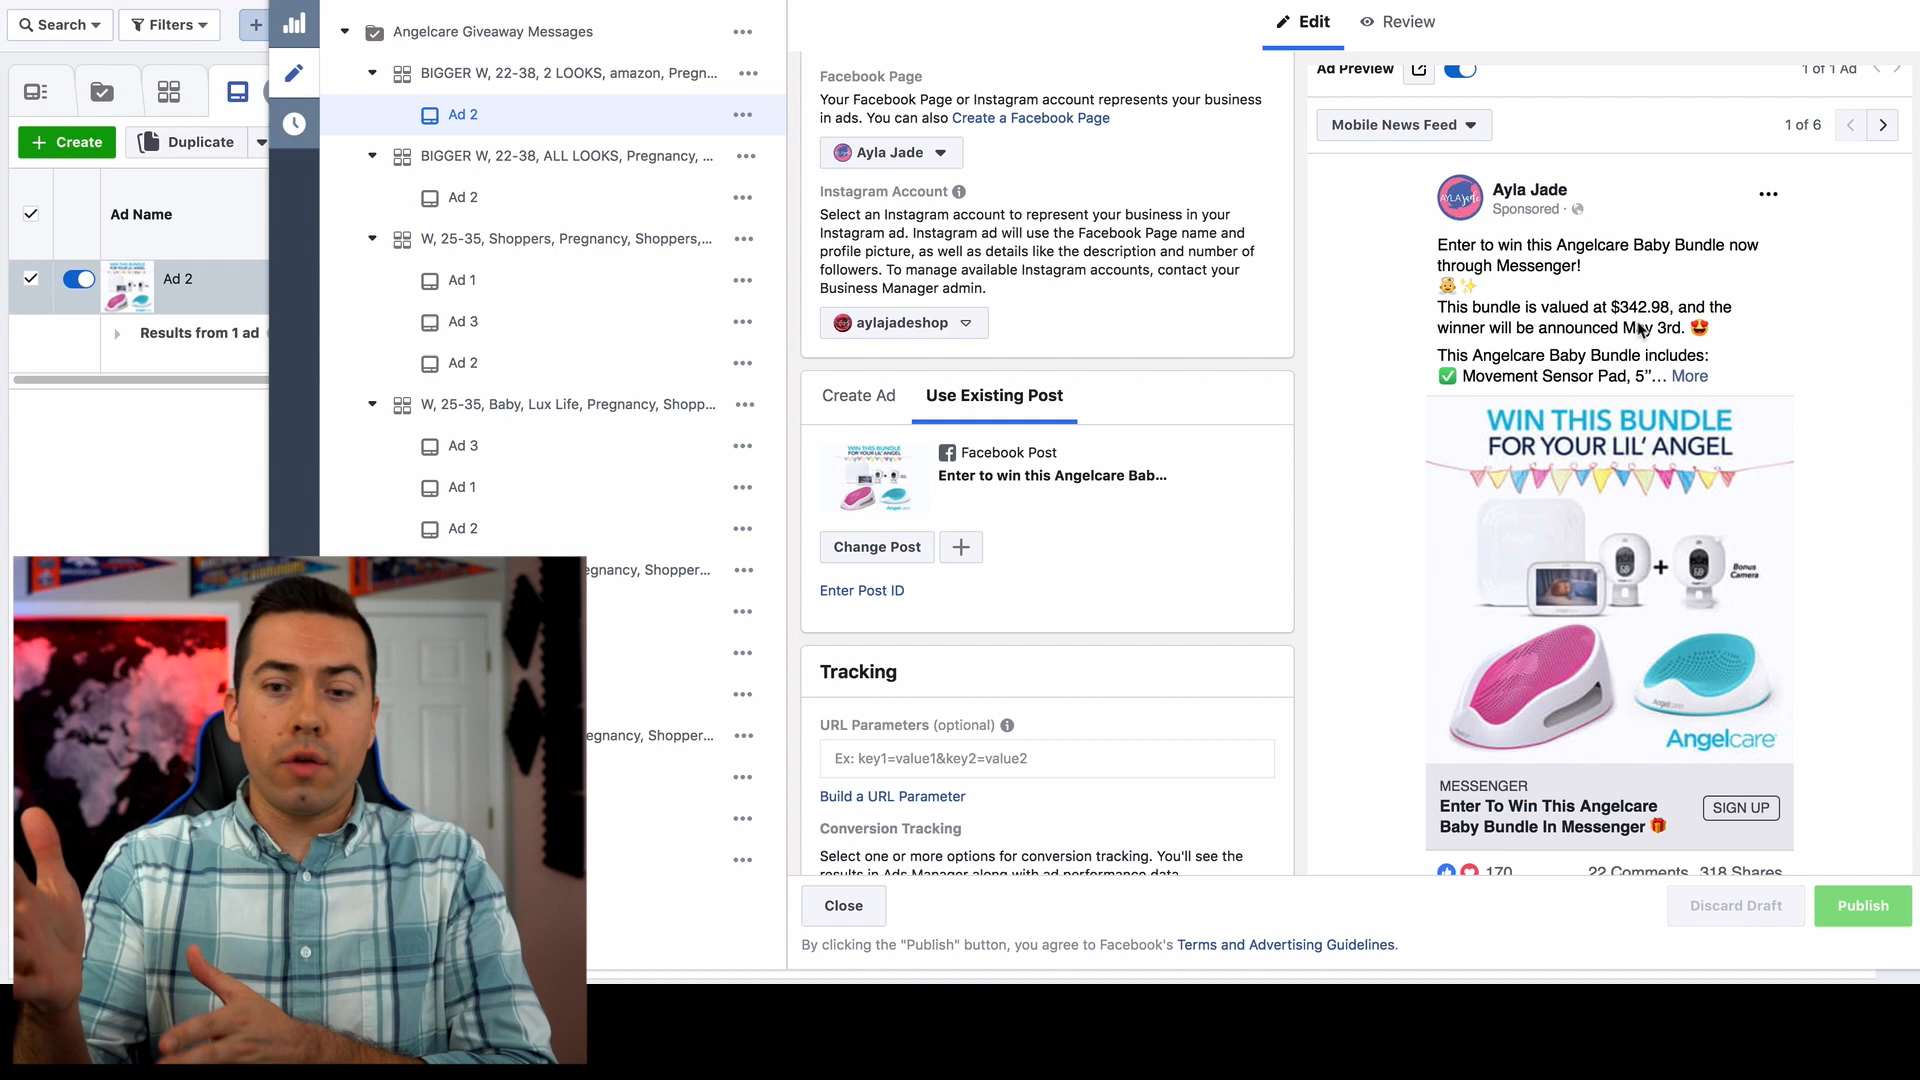 Search
Filters
+
Create
Duplicate
Ad Name
Ad 2
Results from 1 ad
Angelcare Giveaway Messages
BIGGER W, 22-38, 2 LOOKS, amazon, Pregn...
Ad 2
BIGGER W, 22-38, ALL LOOKS, Pregnancy, ...
Ad 2
W, 25-35, Shoppers, Pregnancy, Shoppers,...
Ad 1
Ad 3
Ad 2
W, 25-35, Baby, Lux Life, Pregnancy, Shopp...
Ad 3
Ad 1
Ad 2
egnancy, Shopper...
egnancy, Shopper...
Edit
Review
Facebook Page
Your Facebook Page or Instagram account represents your business
in ads. You can also Create a Facebook Page
Ayla Jade
Instagram Account
Select an Instagram account to represent your business in your
Instagram ad. Instagram ad will use the Facebook Page name and
profile picture, as well as details like the description and number of
followers. To manage available Instagram accounts, contact your
Business Manager admin.
aylajadeshop
Create Ad
Use Existing Post
Facebook Post
Enter to win this Angelcare Bab...
Change Post
+
Enter Post ID
Tracking
URL Parameters (optional)
Ex: key1=value1&key2=value2
Build a URL Parameter
Conversion Tracking
Select one or more options for conversion tracking. You'll see the
results in Ads Manager along with ad performance data.
Close
Discard Draft
Publish
By clicking the "Publish" button, you agree to Facebook's Terms and Advertising Guidelines.
Ad Preview
1 of 1 Ad
Mobile News Feed
1 of 6
Ayla Jade
Sponsored ·
Enter to win this Angelcare Baby Bundle now
through Messenger!
👶✨
This bundle is valued at $342.98, and the
winner will be announced May 3rd. 😍
This Angelcare Baby Bundle includes:
✅ Movement Sensor Pad, 5”... More
WIN THIS BUNDLE
FOR YOUR LIL' ANGEL
+
Bonus
Camera
Angelcare
MESSENGER
Enter To Win This Angelcare
Baby Bundle In Messenger 🎁
SIGN UP
170
22 Comments
318 Shares